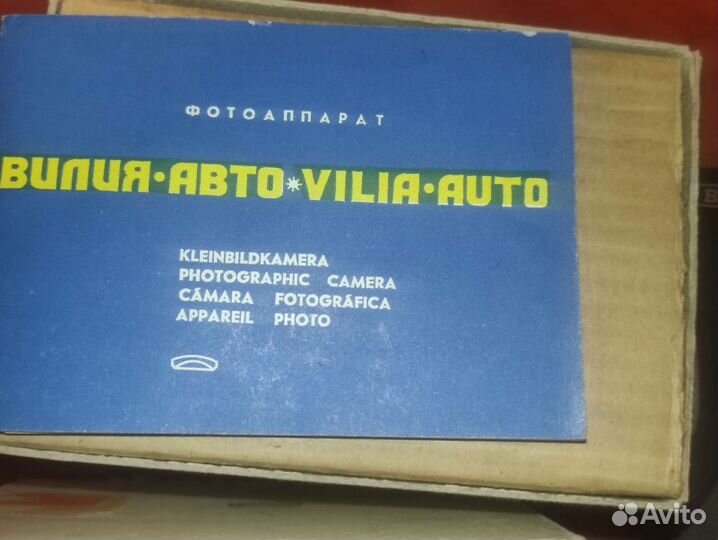 ФОТОАППАРАТ
ВИЛИЯ·АВТО✴VILIA·AUTO
KLEINBILDKAMERA
PHOTOGRAPHIC CAMERA
CÁMARA FOTOGRÁFICA
APPAREIL PHOTO
Avito